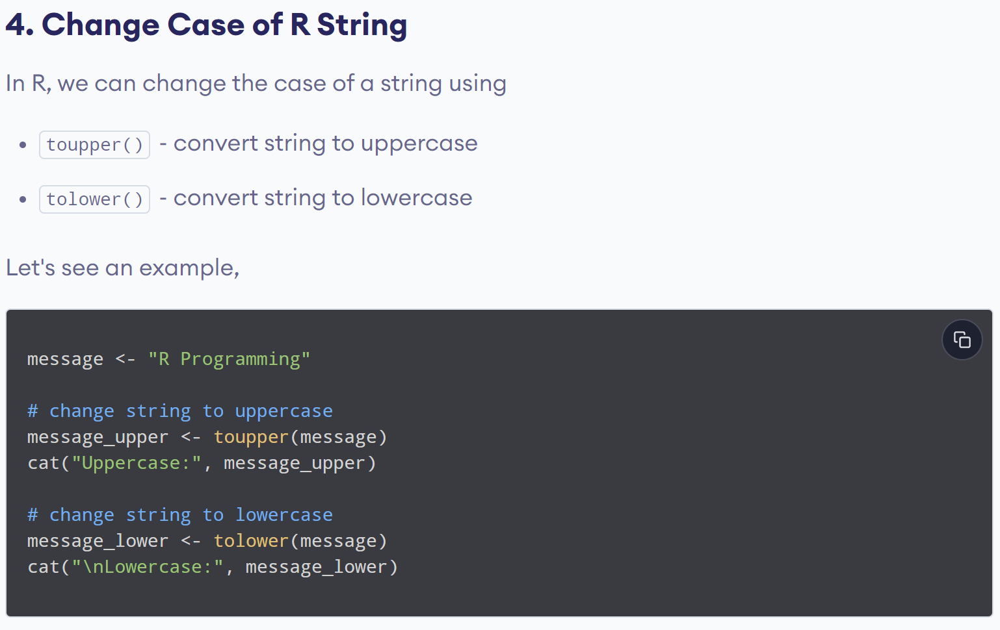 4. Change Case of R String
In R, we can change the case of a string using
• toupper() - convert string to uppercase
• tolower() - convert string to lowercase
Let's see an example,
message <- "R Programming"
# change string to uppercase
message_upper <- toupper(message)
cat("Uppercase:", message_upper)
# change string to lowercase
message_lower <- tolower(message)
cat("\nLowercase:", message_lower)